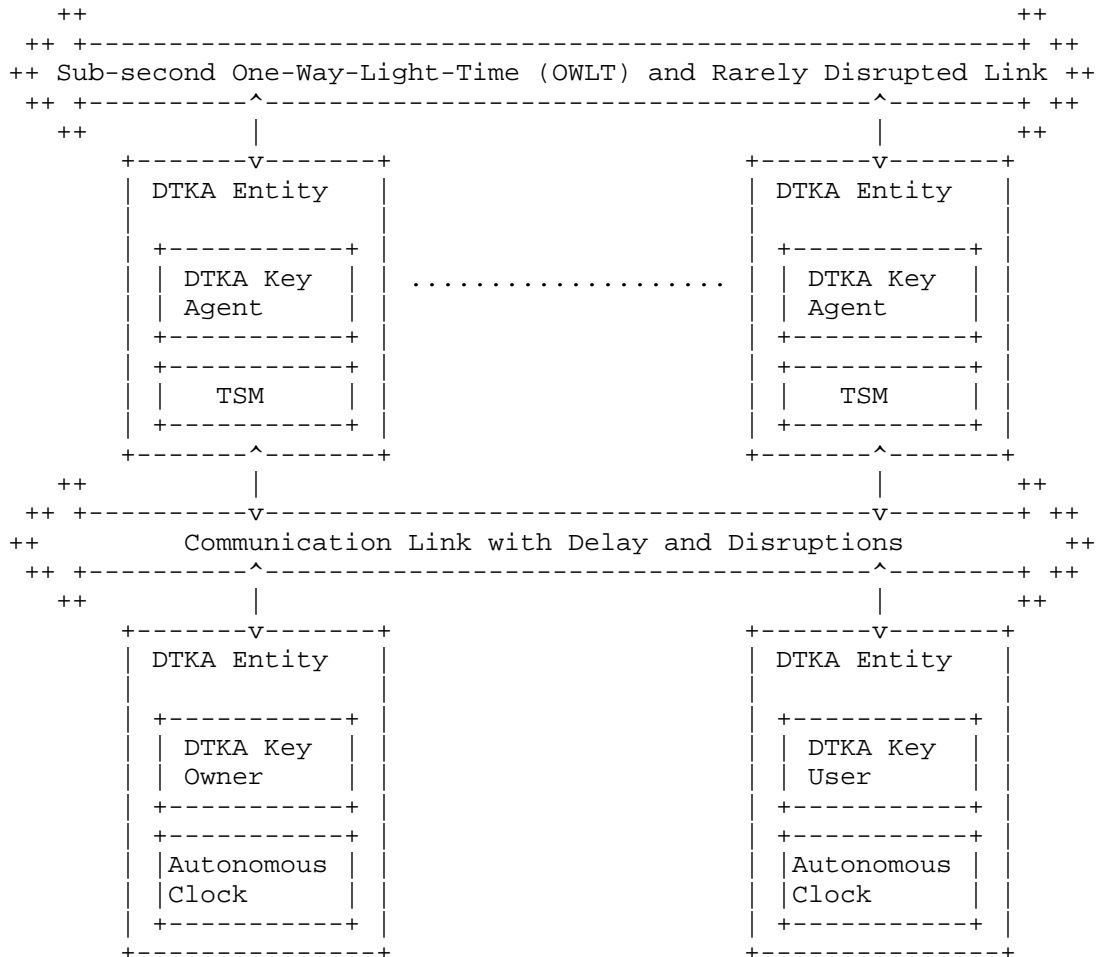 Sub-second One-Way-Light-Time (OWLT) and Rarely Disrupted Link
DTKA Entity DTKA Entity
DTKA Key ..................... DTKA Key
Agent Agent
TSM TSM
Communication Link with Delay and Disruptions
DTKA Entity DTKA Entity
DTKA Key DTKA Key
Owner User
Autonomous Autonomous
Clock Clock